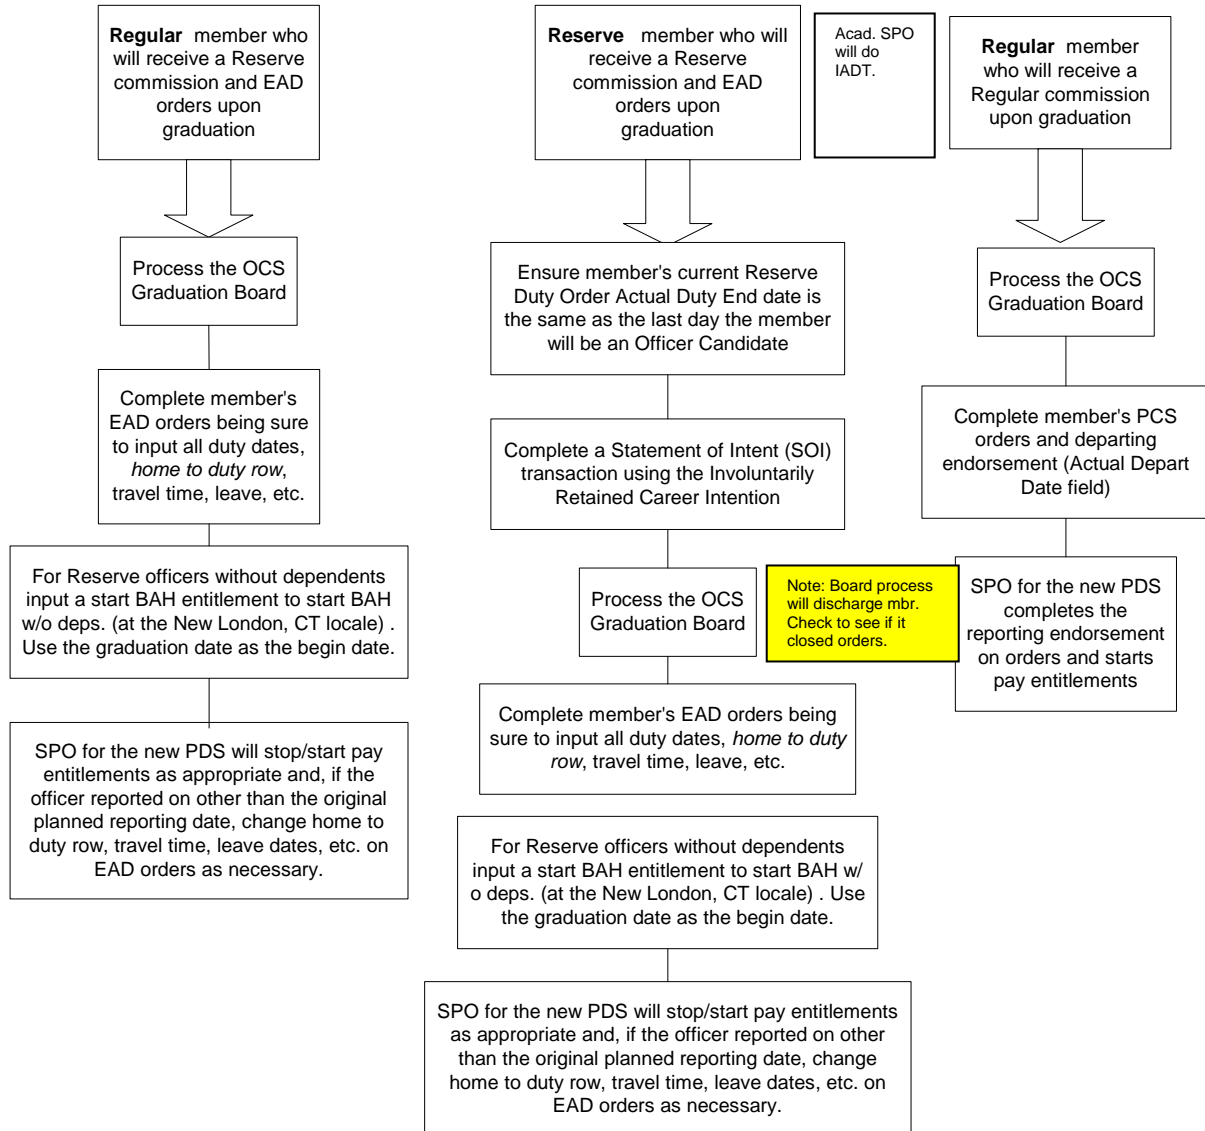 Regular member who
will receive a Reserve
commission and EAD
orders upon
graduation
Process the OCS
Graduation Board
Complete member's
EAD orders being sure
to input all duty dates,
home to duty row,
travel time, leave, etc.
For Reserve officers without dependents
input a start BAH entitlement to start BAH
w/o deps. (at the New London, CT locale) .
Use the graduation date as the begin date.
SPO for the new PDS will stop/start pay
entitlements as appropriate and, if the
officer reported on other than the original
planned reporting date, change home to
duty row, travel time, leave dates, etc. on
EAD orders as necessary.
Reserve member who will
receive a Reserve
commission and EAD
orders upon
graduation
Acad. SPO
will do
IADT.
Ensure member's current Reserve
Duty Order Actual Duty End date is
the same as the last day the member
will be an Officer Candidate
Complete a Statement of Intent (SOI)
transaction using the Involuntarily
Retained Career Intention
Process the OCS
Graduation Board
Note: Board process
will discharge mbr.
Check to see if it
closed orders.
Complete member's EAD orders being
sure to input all duty dates, home to duty
row, travel time, leave, etc.
For Reserve officers without dependents
input a start BAH entitlement to start BAH w/
o deps. (at the New London, CT locale) . Use
the graduation date as the begin date.
SPO for the new PDS will stop/start pay entitlements
as appropriate and, if the officer reported on other
than the original planned reporting date, change
home to duty row, travel time, leave dates, etc. on
EAD orders as necessary.
Regular member
who will receive a
Regular commission
upon graduation
Process the OCS
Graduation Board
Complete member's PCS
orders and departing
endorsement (Actual Depart
Date field)
SPO for the new PDS
completes the
reporting endorsement
on orders and starts
pay entitlements